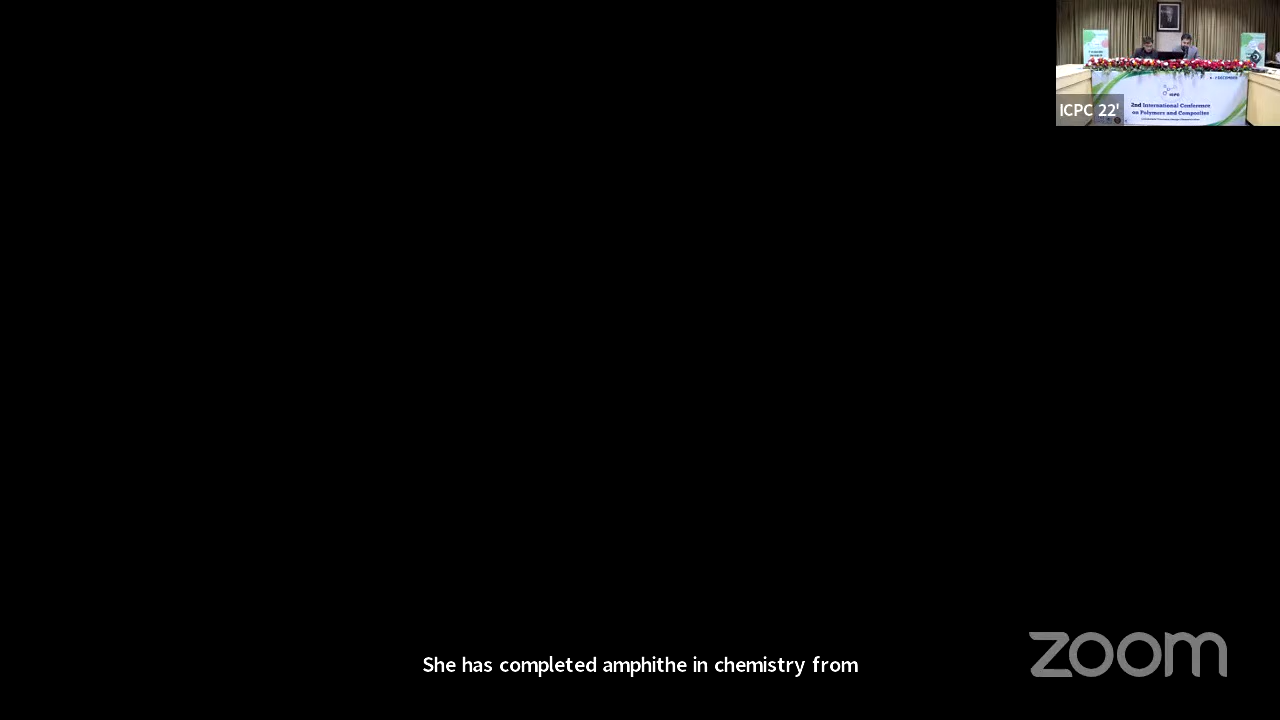 ICPC 22'
2nd International Conference
on Polymers and Composites
She has completed amphithe in chemistry from
zoom